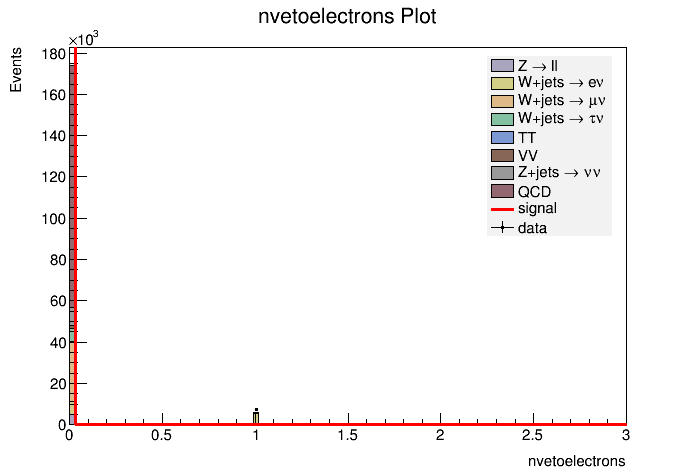 nvetoelectrons Plot
×10³
Events
180
160
140
120
100
80
60
40
20
0
0 0.5 1 1.5 2 2.5 3
nvetoelectrons
Z → ll
W+jets → eν
W+jets → μν
W+jets → τν
TT
VV
Z+jets → νν
QCD
signal
data